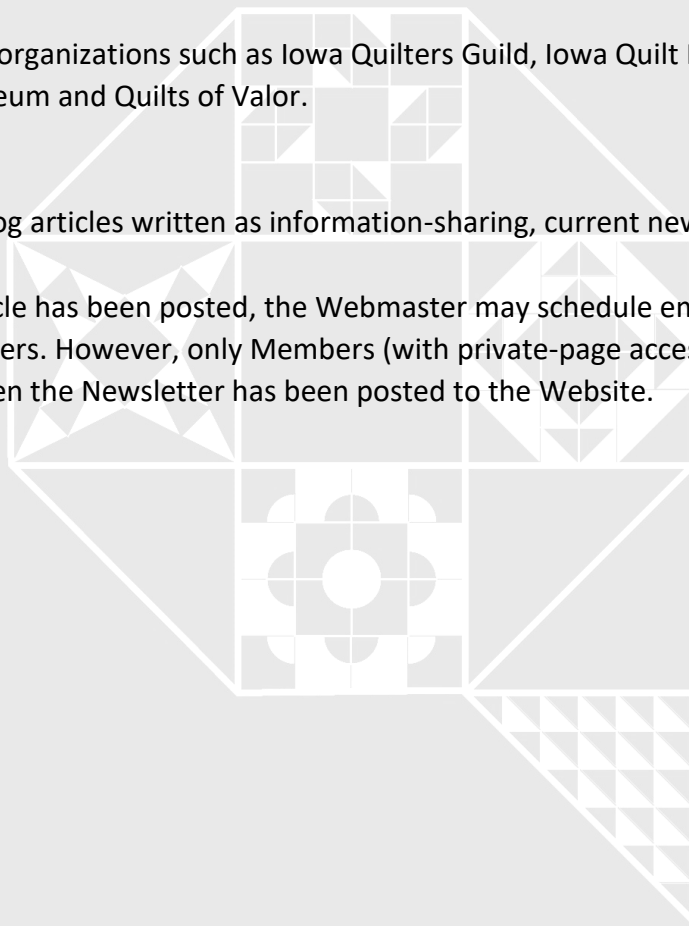 organizations such as Iowa Quilters Guild, Iowa Quilt
eum and Quilts of Valor.
og articles written as information-sharing, current new
cle has been posted, the Webmaster may schedule em
ers. However, only Members (with private-page acces
en the Newsletter has been posted to the Website.